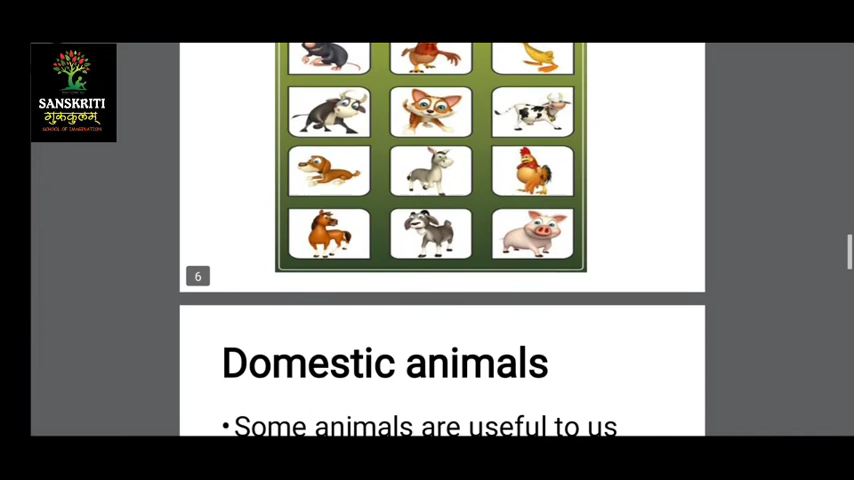 SANSKRITI
गुरुकुलम्
SCHOOL OF IMAGINATION
6
Domestic animals
•Some animals are useful to us